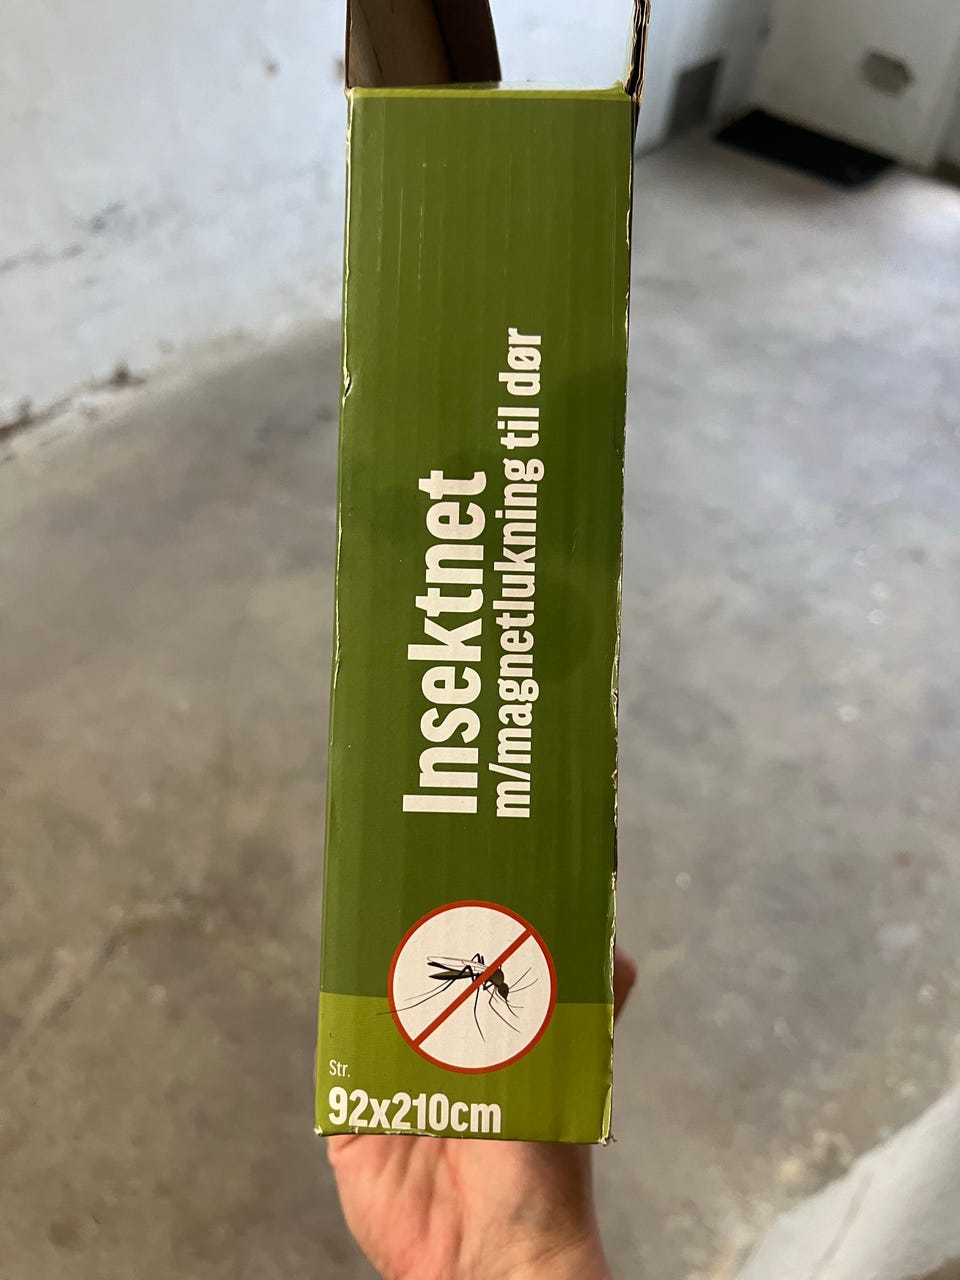 Insektnet
m/magnetlukning til dør
Str.
92x210cm